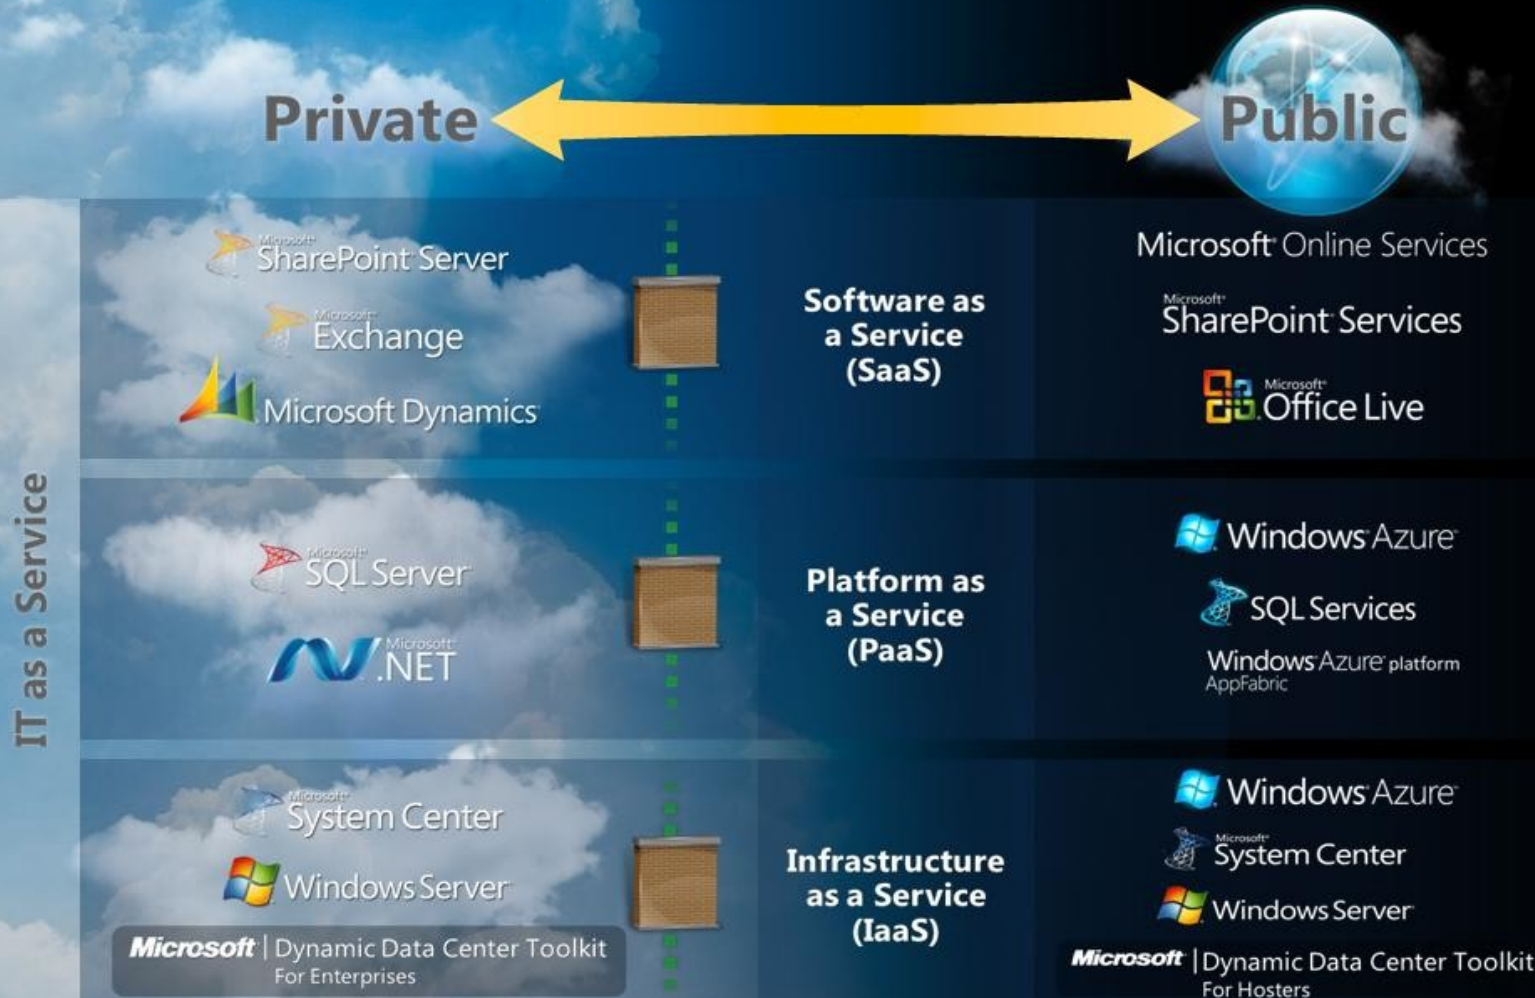 Private
Public
IT as a Service
Microsoft
SharePoint Server
Microsoft
Exchange
Microsoft Dynamics
Software as
a Service
(SaaS)
Microsoft Online Services
Microsoft
SharePoint Services
Microsoft
Office Live
Microsoft
SQL Server
Microsoft
.NET
Platform as
a Service
(PaaS)
Windows Azure
SQL Services
Windows Azure platform
AppFabric
Microsoft
System Center
Windows Server
Microsoft | Dynamic Data Center Toolkit
For Enterprises
Infrastructure
as a Service
(IaaS)
Windows Azure
Microsoft
System Center
Windows Server
Microsoft | Dynamic Data Center Toolkit
For Hosters